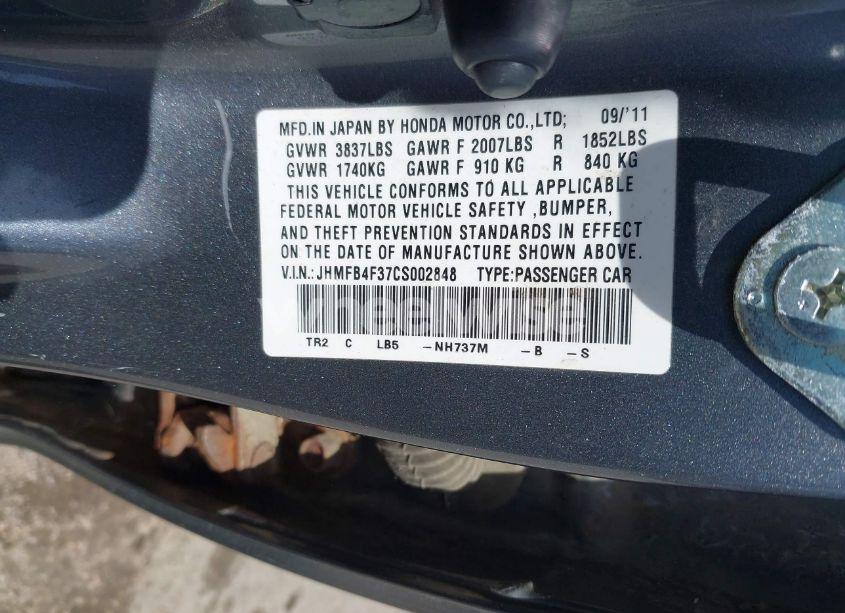 MFD.IN JAPAN BY HONDA MOTOR CO.,LTD; 09/'11
GVWR 3837LBS GAWR F 2007LBS R 1852LBS
GVWR 1740KG GAWR F 910 KG R 840 KG
THIS VEHICLE CONFORMS TO ALL APPLICABLE
FEDERAL MOTOR VEHICLE SAFETY ,BUMPER,
AND THEFT PREVENTION STANDARDS IN EFFECT
ON THE DATE OF MANUFACTURE SHOWN ABOVE.
V.I.N.:JHMFB4F37CS002848 TYPE:PASSENGER CAR
wheelwise
TR2 C LB5 -NH737M -B -S